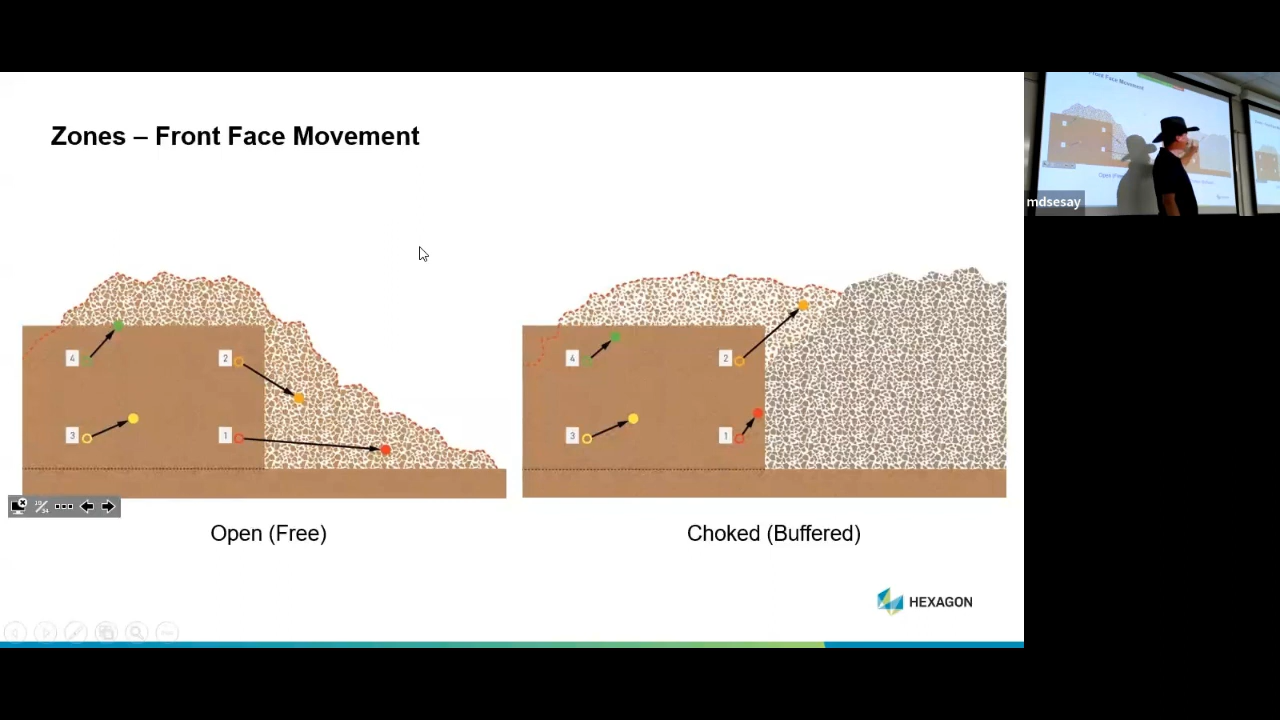 Zones – Front Face Movement
4
2
3
1
4
2
3
1
Open (Free)
Choked (Buffered)
HEXAGON
mdsesay